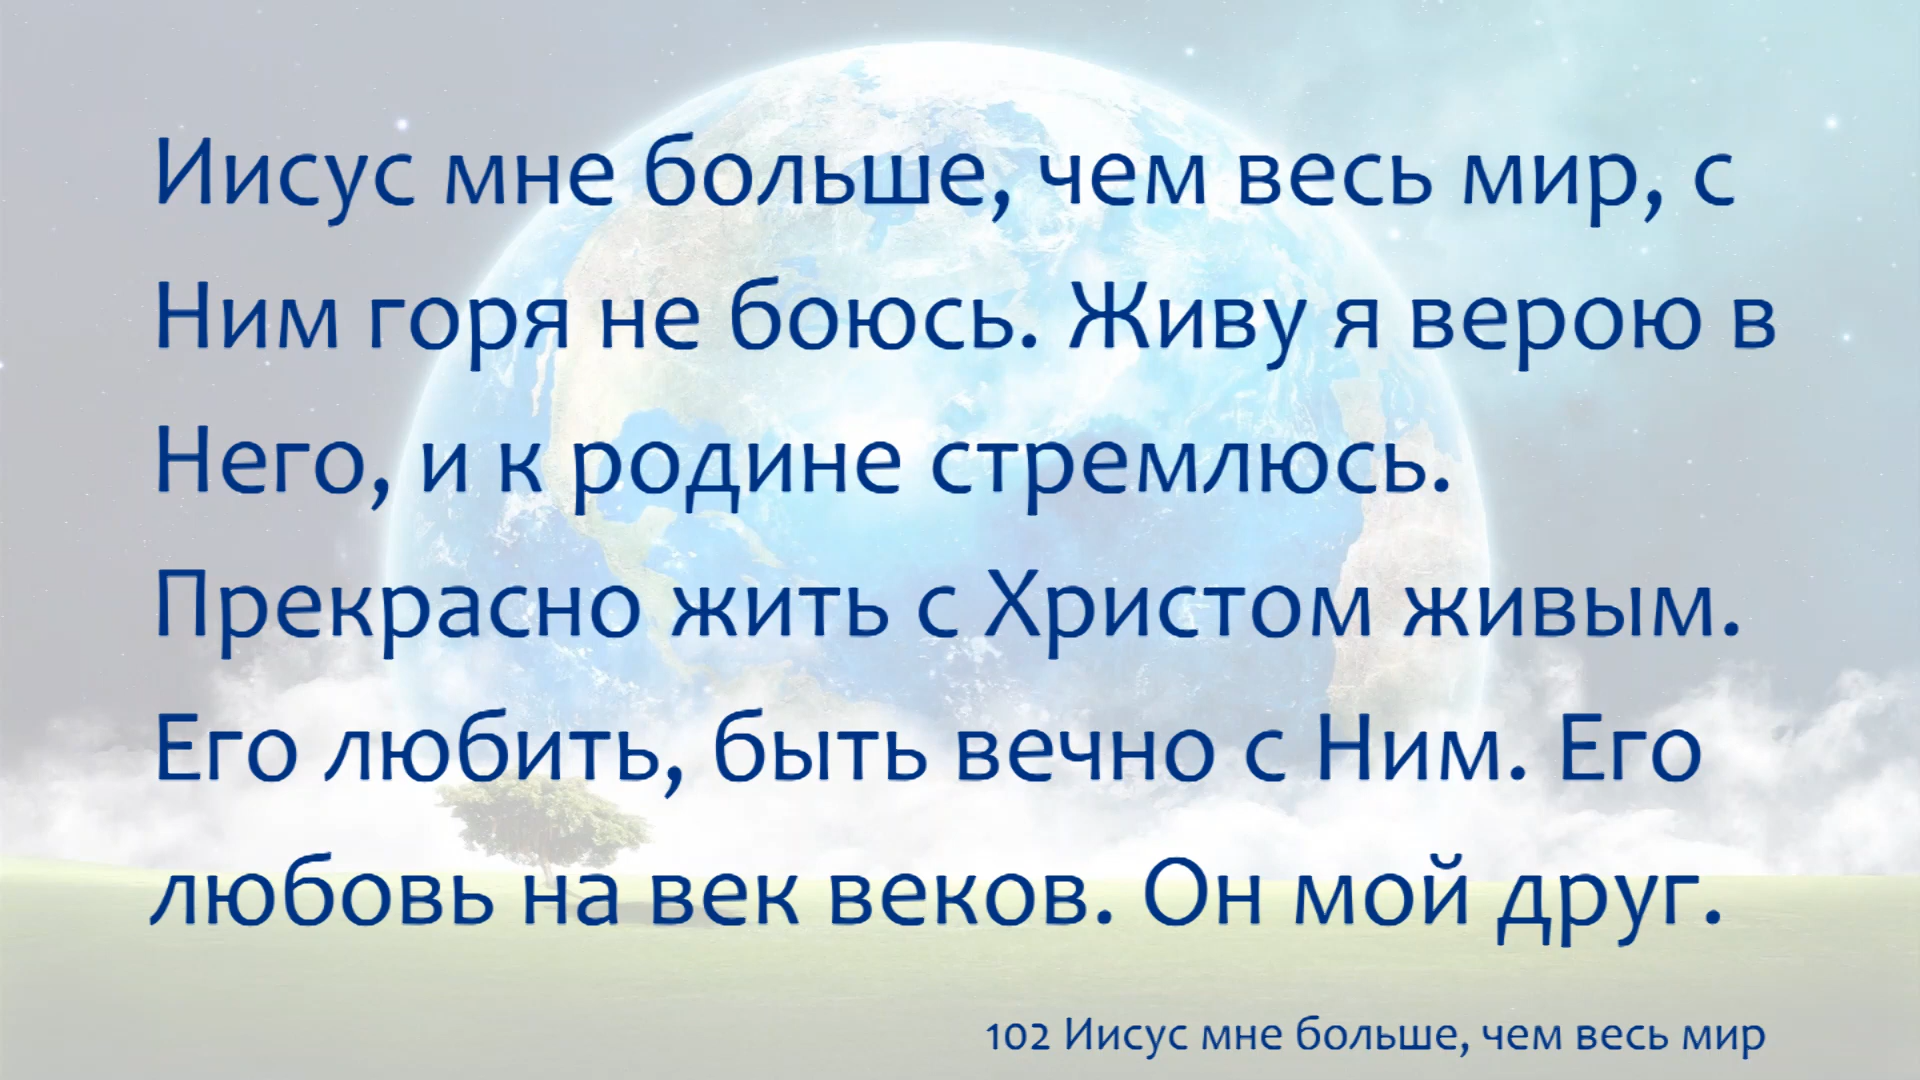 Иисус мне больше, чем весь мир, с
Ним горя не боюсь. Живу я верою в
Него, и к родине стремлюсь.
Прекрасно жить с Христом живым.
Его любить, быть вечно с Ним. Его
любовь на век веков. Он мой друг.
102 Иисус мне больше, чем весь мир